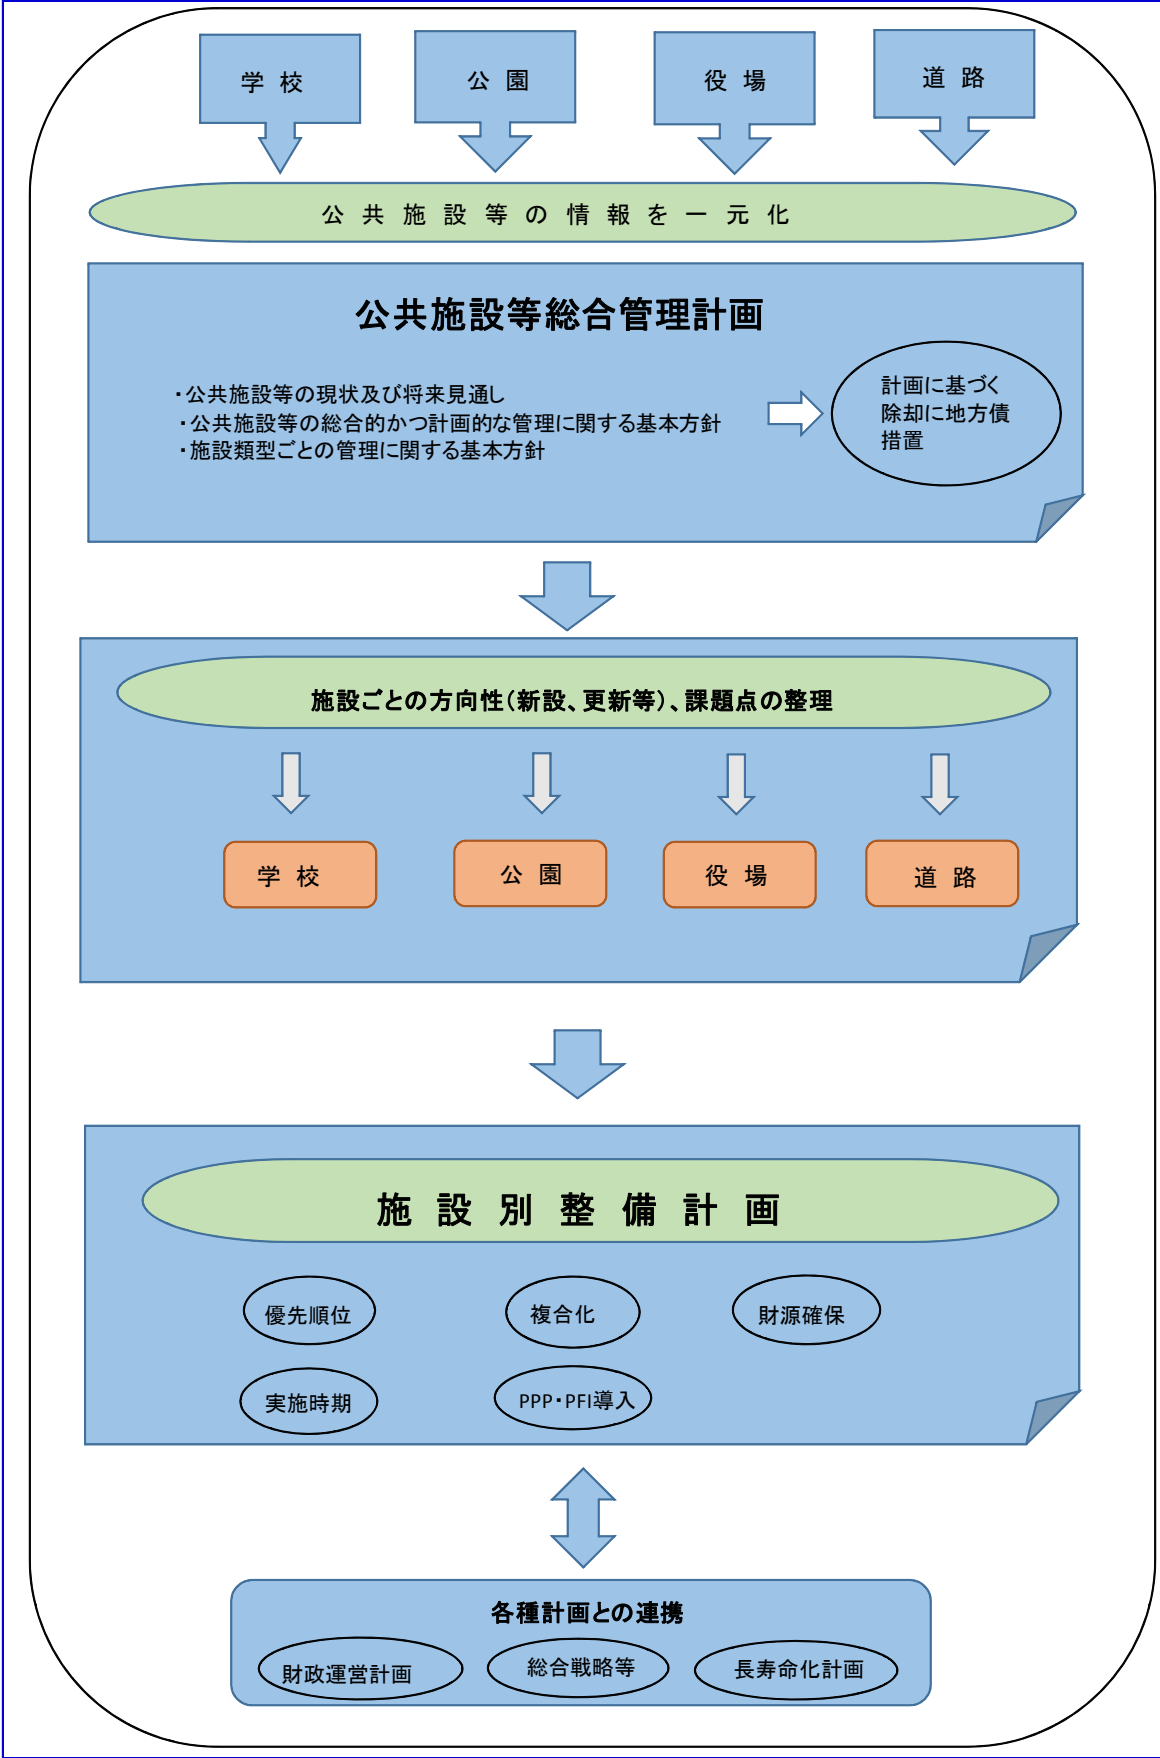 学 校
公 園
役 場
道 路
公共施設等の情報を一元化
公共施設等総合管理計画
・公共施設等の現状及び将来見通し
・公共施設等の総合的かつ計画的な管理に関する基本方針
・施設類型ごとの管理に関する基本方針
計画に基づく
除却に地方債
措置
施設ごとの方向性（新設、更新等）、課題点の整理
学 校
公 園
役 場
道 路
施 設 別 整 備 計 画
優先順位
複合化
財源確保
実施時期
PPP・PFI導入
各種計画との連携
財政運営計画
総合戦略等
長寿命化計画